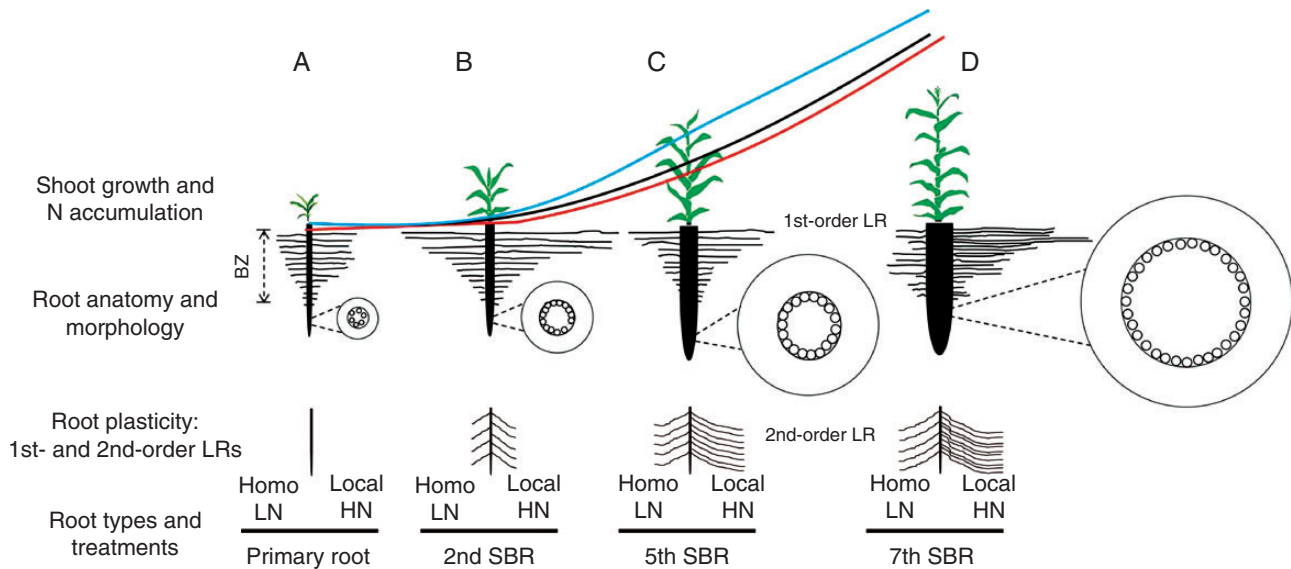 A
B
C
D
Shoot growth and
N accumulation
1st-order LR
BZ
Root anatomy and
morphology
Root plasticity:
1st- and 2nd-order LRs
2nd-order LR
Homo
LN
Local
HN
Homo
LN
Local
HN
Homo
LN
Local
HN
Homo
LN
Local
HN
Root types and
treatments
Primary root
2nd SBR
5th SBR
7th SBR